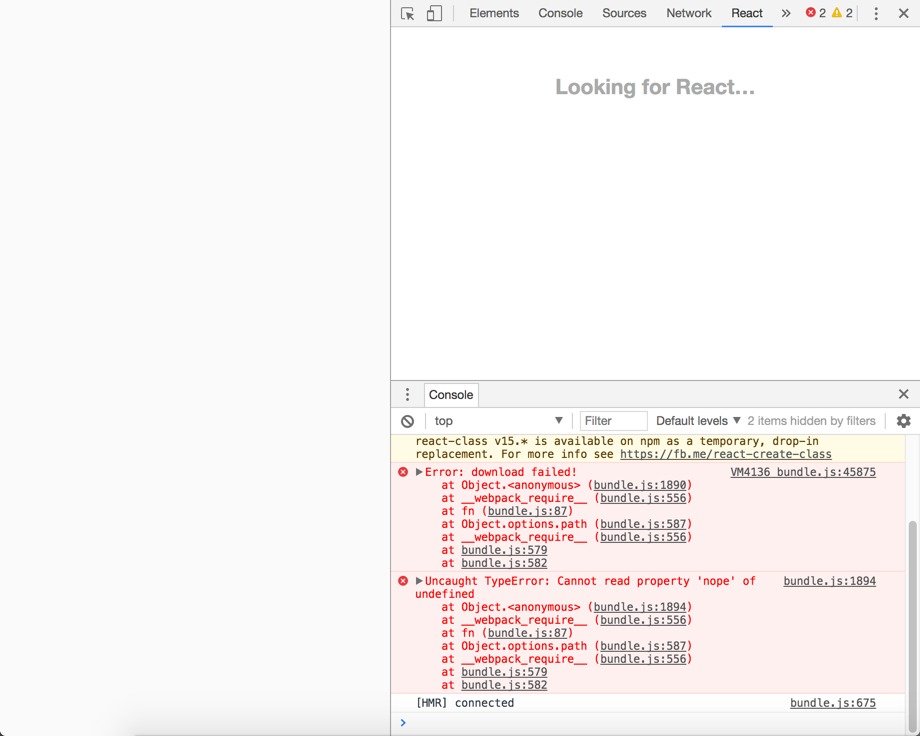 Elements Console Sources Network React » 2 2
Looking for React...
Console
top Filter Default levels 2 items hidden by filters
react-class v15.* is available on npm as a temporary, drop-in
replacement. For more info see https://fb.me/react-create-class
Error: download failed! VM4136 bundle.js:45875
at Object.<anonymous> (bundle.js:1890)
at __webpack_require__ (bundle.js:556)
at fn (bundle.js:87)
at Object.options.path (bundle.js:587)
at __webpack_require__ (bundle.js:556)
at bundle.js:579
at bundle.js:582
Uncaught TypeError: Cannot read property 'nope' of bundle.js:1894
undefined
at Object.<anonymous> (bundle.js:1894)
at __webpack_require__ (bundle.js:556)
at fn (bundle.js:87)
at Object.options.path (bundle.js:587)
at __webpack_require__ (bundle.js:556)
at bundle.js:579
at bundle.js:582
[HMR] connected bundle.js:675